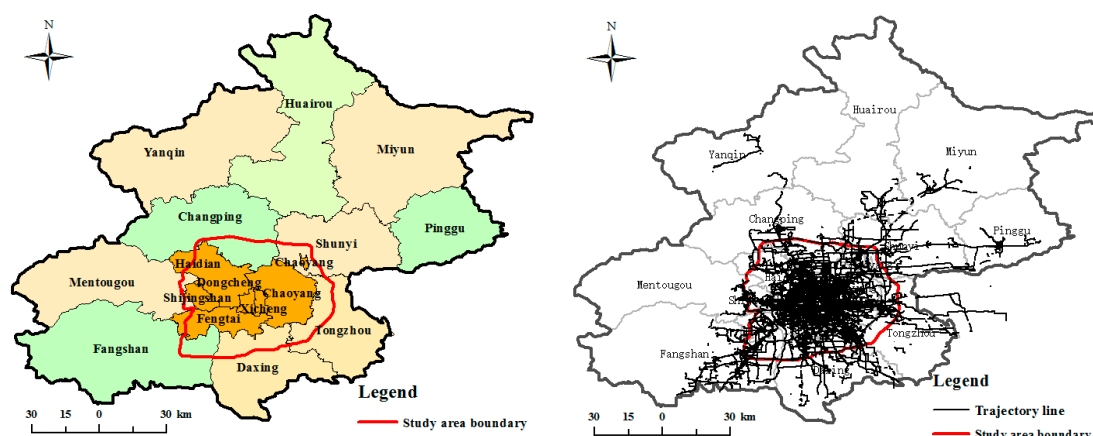 N
Huairou
Yanqin
Miyun
Changping
Pinggu
Shunyi
Haidian
Chaoyang
Mentougou
Dongcheng
Chaoyang
Shijingshan
Xicheng
Fengtai
Tongzhou
Fangshan
Daxing
Legend
30 15 0 30 km
Study area boundary
N
Huairou
Yanqin
Miyun
Changping
Pinggu
Mentougou
Tongzhou
Fangshan
Daxing
Legend
30 15 0 30 km
Trajectory line
Study area boundary